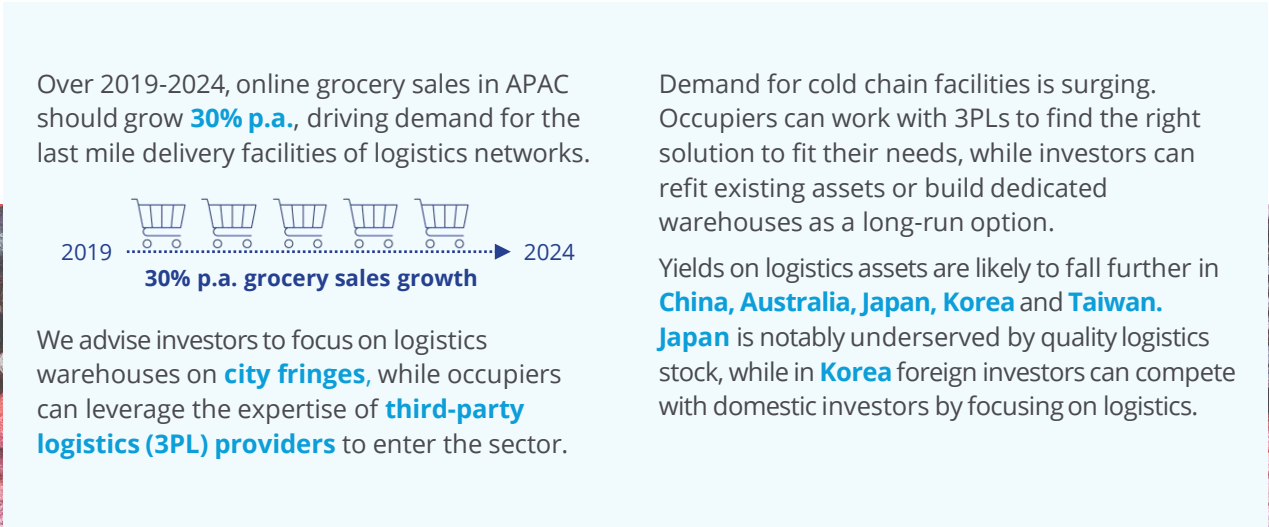 Over 2019-2024, online grocery sales in APAC
should grow 30% p.a., driving demand for the
last mile delivery facilities of logistics networks.
2019
2024
30% p.a. grocery sales growth
We advise investors to focus on logistics
warehouses on city fringes, while occupiers
can leverage the expertise of third-party
logistics (3PL) providers to enter the sector.
Demand for cold chain facilities is surging.
Occupiers can work with 3PLs to find the right
solution to fit their needs, while investors can
refit existing assets or build dedicated
warehouses as a long-run option.
Yields on logistics assets are likely to fall further in
China, Australia, Japan, Korea and Taiwan.
Japan is notably underserved by quality logistics
stock, while in Korea foreign investors can compete
with domestic investors by focusing on logistics.